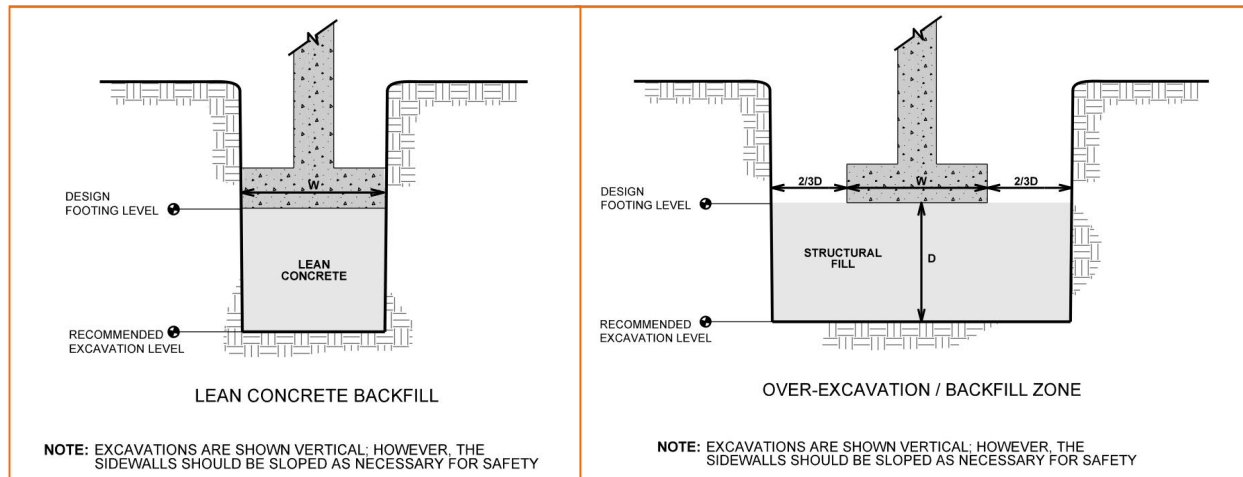 N
W
DESIGN
FOOTING LEVEL
LEAN
CONCRETE
RECOMMENDED
EXCAVATION LEVEL
LEAN CONCRETE BACKFILL
NOTE: EXCAVATIONS ARE SHOWN VERTICAL; HOWEVER, THE
SIDEWALLS SHOULD BE SLOPED AS NECESSARY FOR SAFETY
N
2/3D W 2/3D
DESIGN
FOOTING LEVEL
STRUCTURAL
FILL
D
RECOMMENDED
EXCAVATION LEVEL
OVER-EXCAVATION / BACKFILL ZONE
NOTE: EXCAVATIONS ARE SHOWN VERTICAL; HOWEVER, THE
SIDEWALLS SHOULD BE SLOPED AS NECESSARY FOR SAFETY